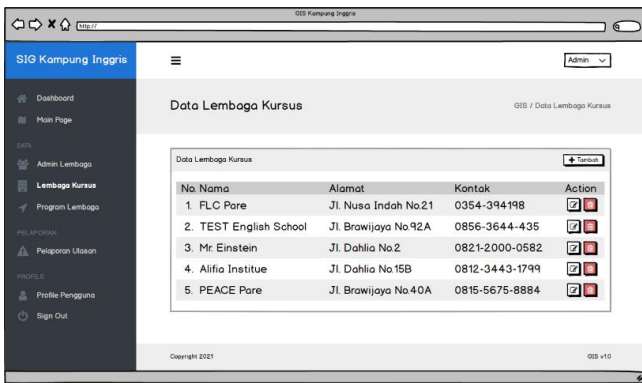 GIS Kampung Inggris
http://
SIG Kampung Inggris
Admin
Dashboard
Main Page
DATA
Admin Lembaga
Lembaga Kursus
Program Lembaga
PELAPORAN
Pelaporan Ulasan
PROFILE
Profile Pengguna
Sign Out
Data Lembaga Kursus
GIS / Data Lembaga Kursus
Data Lembaga Kursus
+ Tambah
No. Nama Alamat Kontak Action
1. FLC Pare Jl. Nusa Indah No.21 0354-394198
2. TEST English School Jl. Brawijaya No.92A 0856-3644-435
3. Mr. Einstein Jl. Dahlia No.2 0821-2000-0582
4. Alifia Institue Jl. Dahlia No.15B 0812-3443-1799
5. PEACE Pare Jl. Brawijaya No.40A 0815-5675-8884
Copyright 2021
GIS v1.0